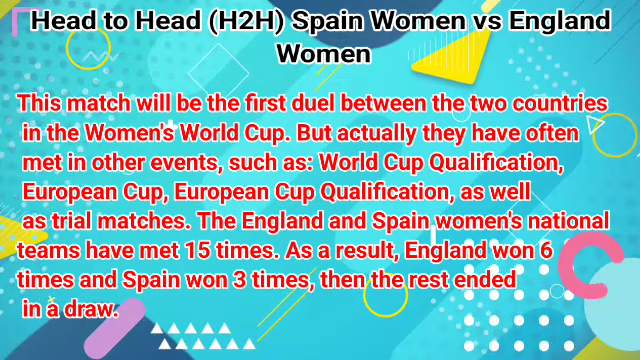 Head to Head (H2H) Spain Women vs England
Women
This match will be the first duel between the two countries
in the Women's World Cup. But actually they have often
met in other events, such as: World Cup Qualification,
European Cup, European Cup Qualification, as well
as trial matches. The England and Spain women's national
teams have met 15 times. As a result, England won 6
times and Spain won 3 times, then the rest ended
in a draw.